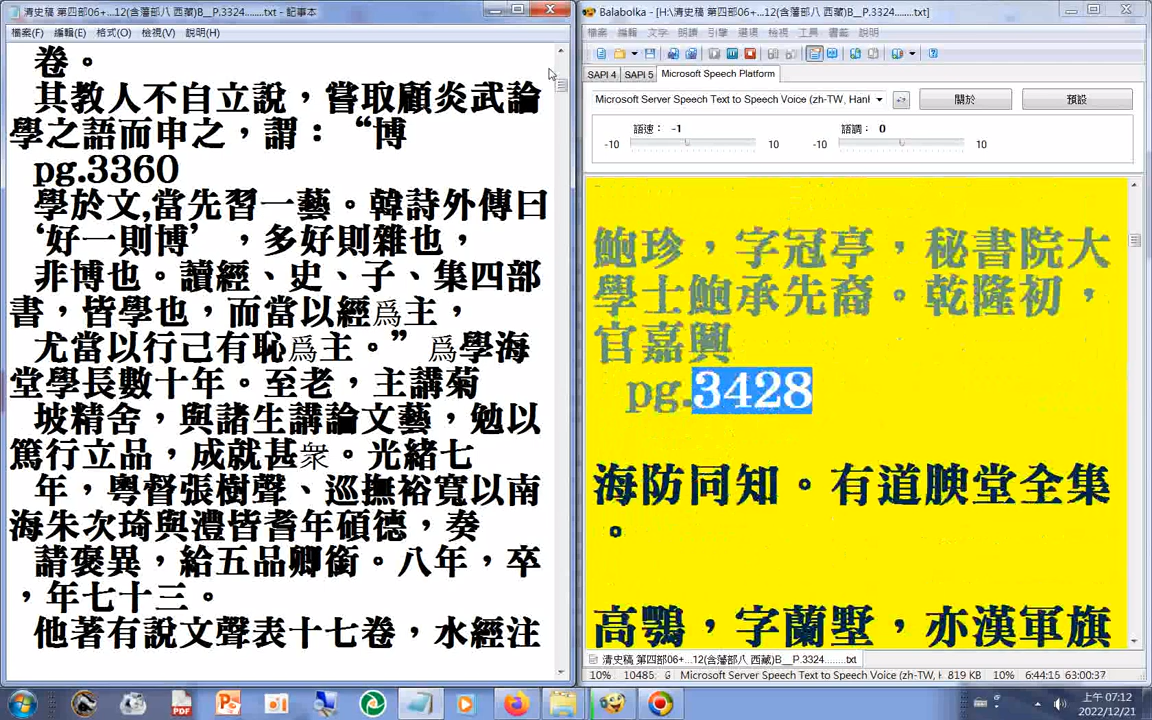 清史稿 第四部06+...12(含藩部八 西藏)B__P.3324........txt - 記事本
檔案(F) 編輯(E) 格式(O) 檢視(V) 說明(H)
卷。
其教人不自立說，嘗取顧炎武論
學之語而申之，謂：“博
pg.3360
學於文,當先習一藝。韓詩外傳曰
‘好一則博’，多好則雜也，
非博也。讀經、史、子、集四部
書，皆學也，而當以經爲主，
尤當以行己有恥爲主。”爲學海
堂學長數十年。至老，主講菊
坡精舍，與諸生講論文藝，勉以
篤行立品，成就甚衆。光緒七
年，粵督張樹聲、巡撫裕寬以南
海朱次琦與澧皆耆年碩德，奏
請褒異，給五品卿銜。八年，卒
，年七十三。
他著有說文聲表十七卷，水經注
Balabolka - [H:\清史稿 第四部06+...12(含藩部八 西藏)B__P.3324........txt]
檔案 編輯 文字 朗讀 引擎 選項 檢視 工具 書籤 說明
SAPI 4 SAPI 5 Microsoft Speech Platform
Microsoft Server Speech Text to Speech Voice (zh-TW, Hanl 關於 預設
語速： -1 語調： 0
-10 10 -10 10
鮑珍，字冠亭，秘書院大
學士鮑承先裔。乾隆初，
官嘉興
pg.3428
海防同知。有道腴堂全集
。
高鶚，字蘭墅，亦漢軍旗
清史稿 第四部06+...12(含藩部八 西藏)B__P.3324........txt
10% 10485: Microsoft Server Speech Text to Speech Voice (zh-TW, H 819 KB 6:44:15 63:00:37
上午 07:12
2022/12/21